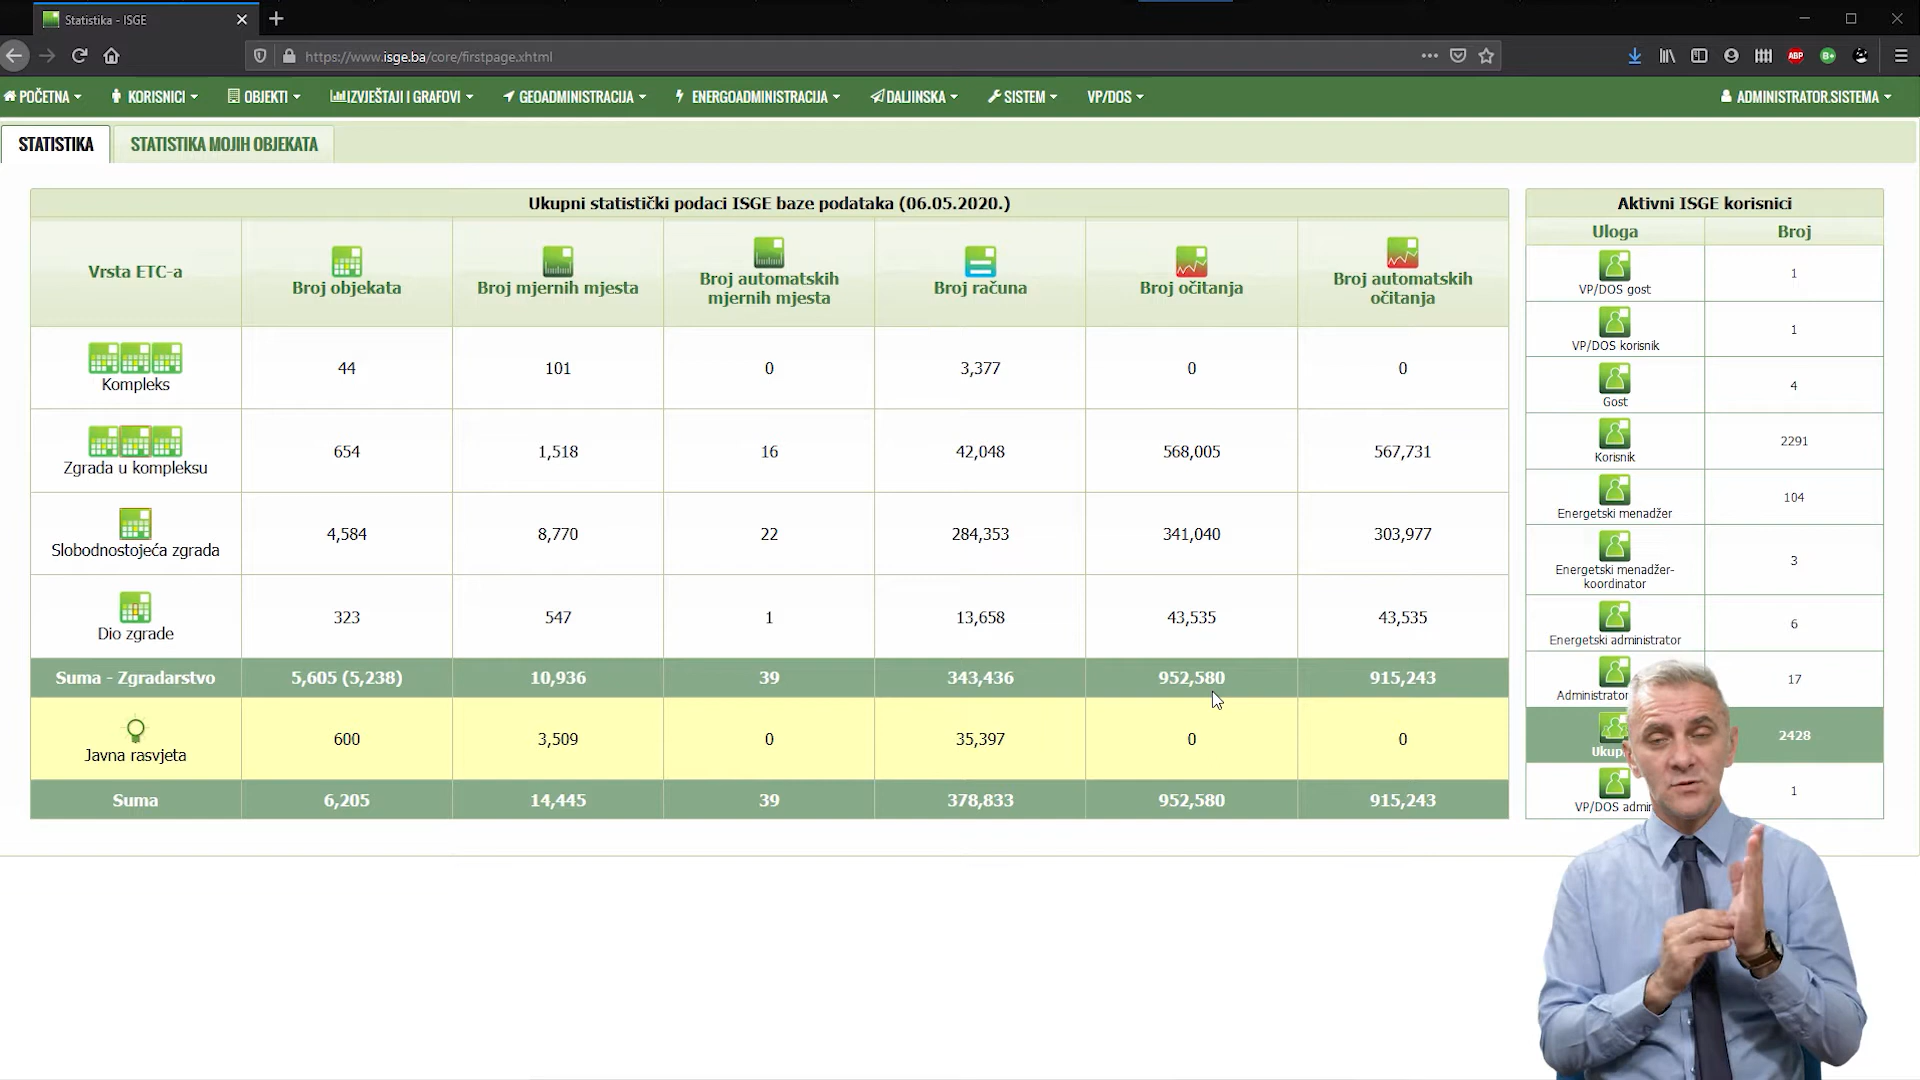 Statistika - ISGE
https://www.isge.ba/core/firstpage.xhtml
ABP
B+
POČETNA
KORISNICI
OBJEKTI
IZVJEŠTAJI I GRAFOVI
GEOADMINISTRACIJA
ENERGOADMINISTRACIJA
DALJINSKA
SISTEM
VP/DOS
ADMINISTRATOR.SISTEMA
STATISTIKA
STATISTIKA MOJIH OBJEKATA
Ukupni statistički podaci ISGE baze podataka (06.05.2020.)
Vrsta ETC-a
Broj objekata
Broj mjernih mjesta
Broj automatskih
mjernih mjesta
Broj računa
Broj očitanja
Broj automatskih
očitanja
Kompleks
44
101
0
3,377
0
0
Zgrada u kompleksu
654
1,518
16
42,048
568,005
567,731
Slobodnostojeća zgrada
4,584
8,770
22
284,353
341,040
303,977
Dio zgrade
323
547
1
13,658
43,535
43,535
Suma - Zgradarstvo
5,605 (5,238)
10,936
39
343,436
952,580
915,243
Javna rasvjeta
600
3,509
0
35,397
0
0
Suma
6,205
14,445
39
378,833
952,580
915,243
Aktivni ISGE korisnici
Uloga
Broj
VP/DOS gost
1
VP/DOS korisnik
1
Gost
4
Korisnik
2291
Energetski menadžer
104
Energetski menadžer-
koordinator
3
Energetski administrator
6
Administrator
17
2428
VP/DOS
1